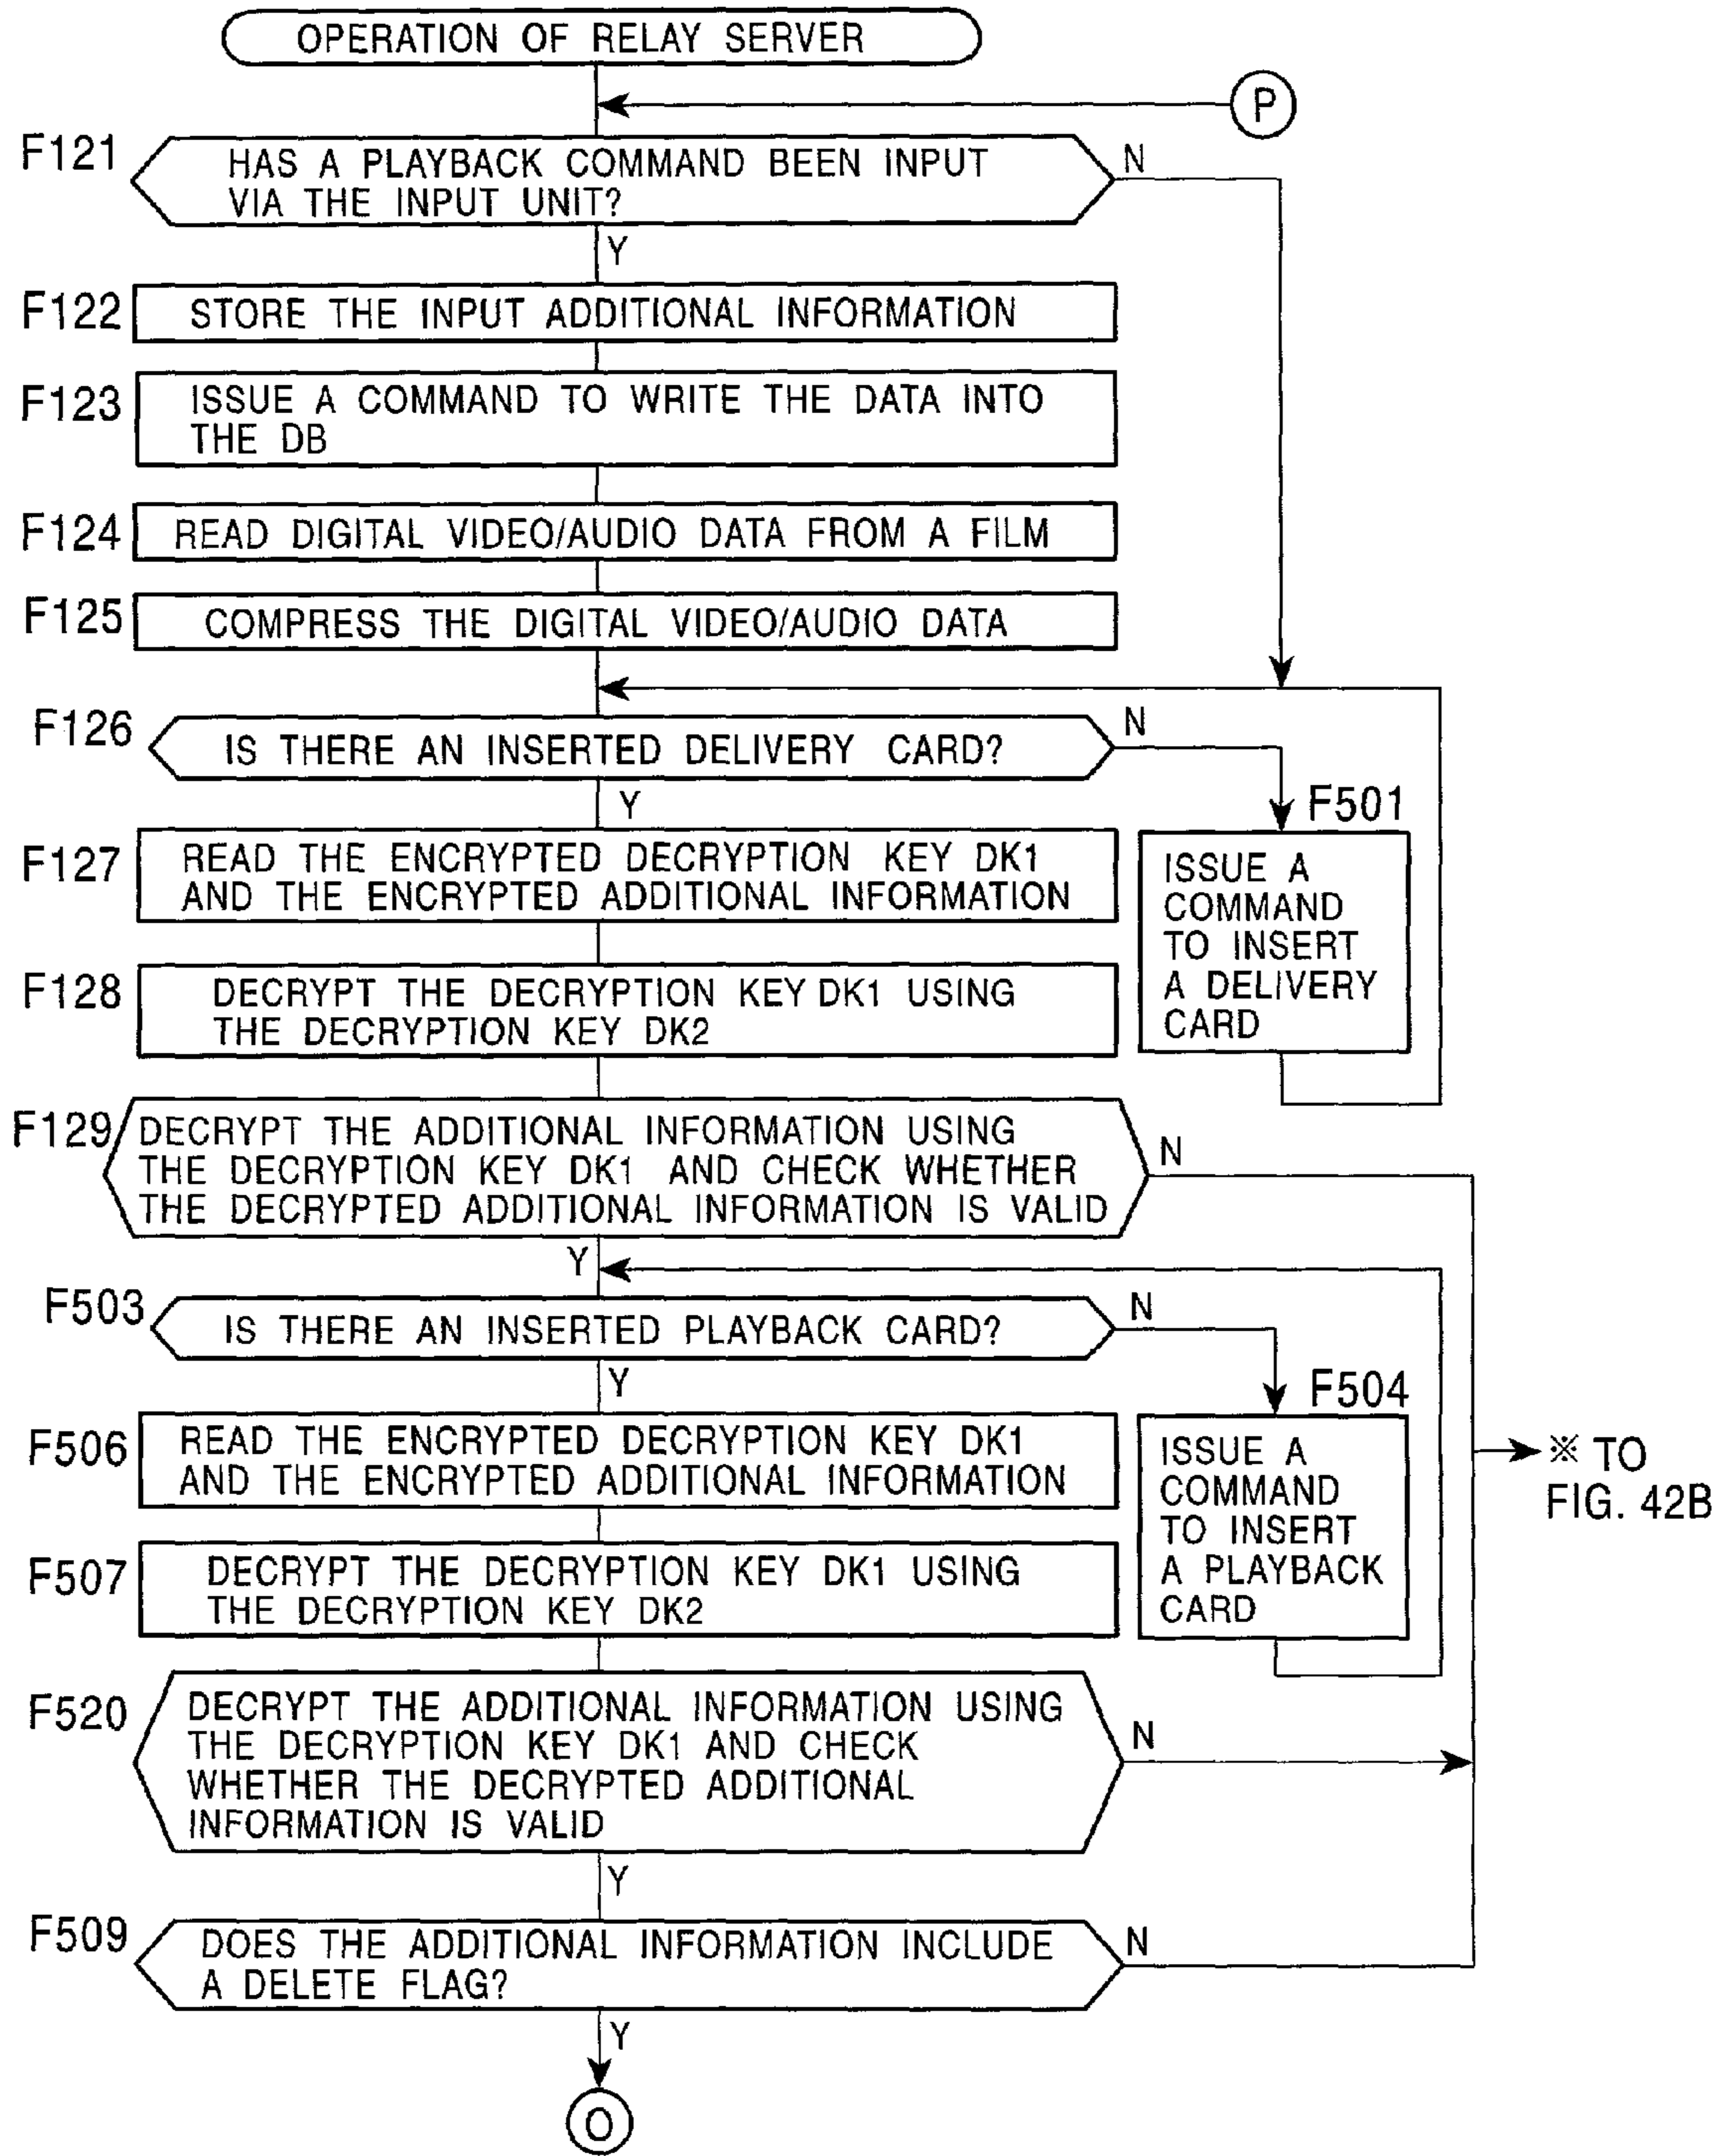 OPERATION OF RELAY SERVER
P
F121
HAS A PLAYBACK COMMAND BEEN INPUT
VIA THE INPUT UNIT?
N
Y
F122
STORE THE INPUT ADDITIONAL INFORMATION
F123
ISSUE A COMMAND TO WRITE THE DATA INTO
THE DB
F124
READ DIGITAL VIDEO/AUDIO DATA FROM A FILM
F125
COMPRESS THE DIGITAL VIDEO/AUDIO DATA
F126
IS THERE AN INSERTED DELIVERY CARD?
N
Y
F501
ISSUE A
COMMAND
TO INSERT
A DELIVERY
CARD
F127
READ THE ENCRYPTED DECRYPTION KEY DK1
AND THE ENCRYPTED ADDITIONAL INFORMATION
F128
DECRYPT THE DECRYPTION KEY DK1 USING
THE DECRYPTION KEY DK2
F129
DECRYPT THE ADDITIONAL INFORMATION USING
THE DECRYPTION KEY DK1 AND CHECK WHETHER
THE DECRYPTED ADDITIONAL INFORMATION IS VALID
N
Y
F503
IS THERE AN INSERTED PLAYBACK CARD?
N
Y
F504
ISSUE A
COMMAND
TO INSERT
A PLAYBACK
CARD
※ TO
FIG. 42B
F506
READ THE ENCRYPTED DECRYPTION KEY DK1
AND THE ENCRYPTED ADDITIONAL INFORMATION
F507
DECRYPT THE DECRYPTION KEY DK1 USING
THE DECRYPTION KEY DK2
F520
DECRYPT THE ADDITIONAL INFORMATION USING
THE DECRYPTION KEY DK1 AND CHECK
WHETHER THE DECRYPTED ADDITIONAL
INFORMATION IS VALID
N
Y
F509
DOES THE ADDITIONAL INFORMATION INCLUDE
A DELETE FLAG?
N
Y
O